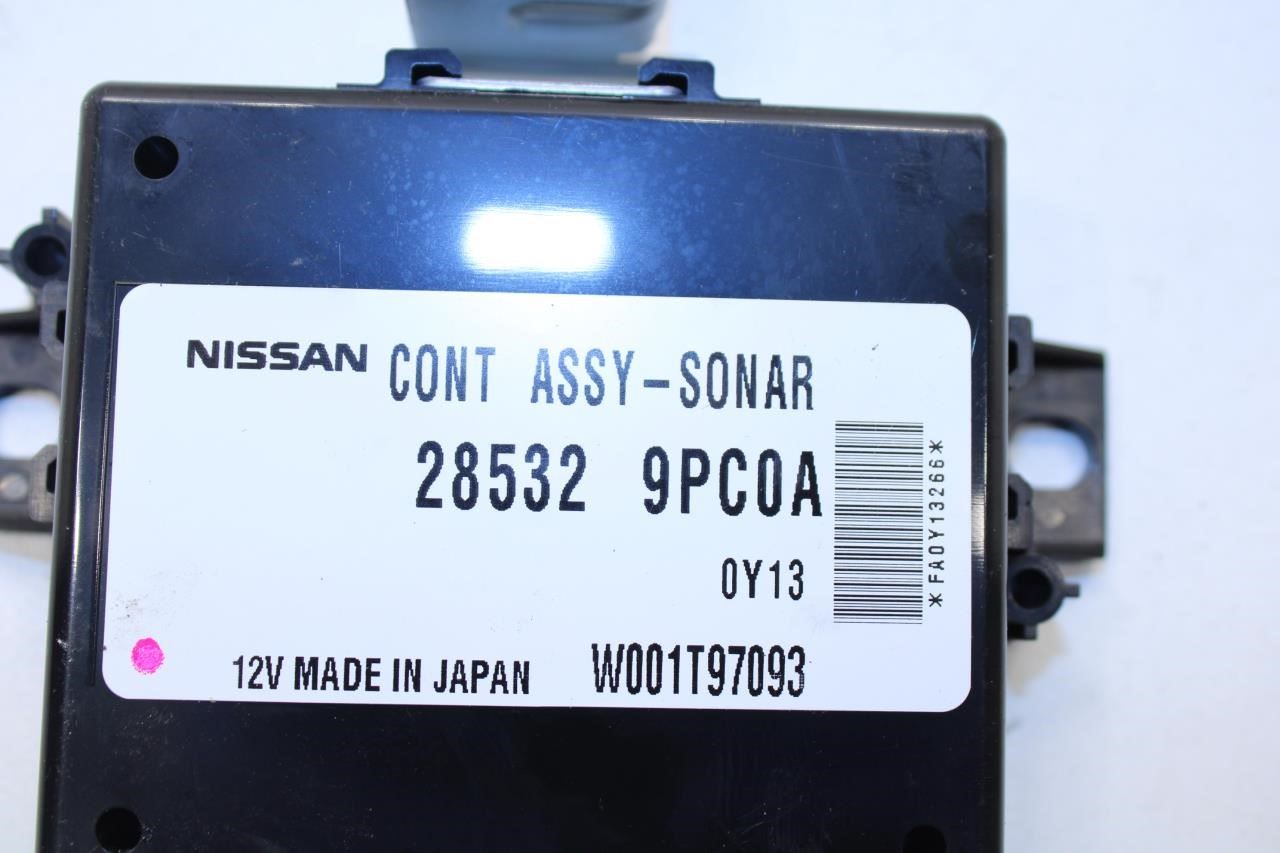 NISSAN CONT ASSY-SONAR
28532 9PC0A
*FA0Y13266*
0Y13
12V MADE IN JAPAN W001T97093